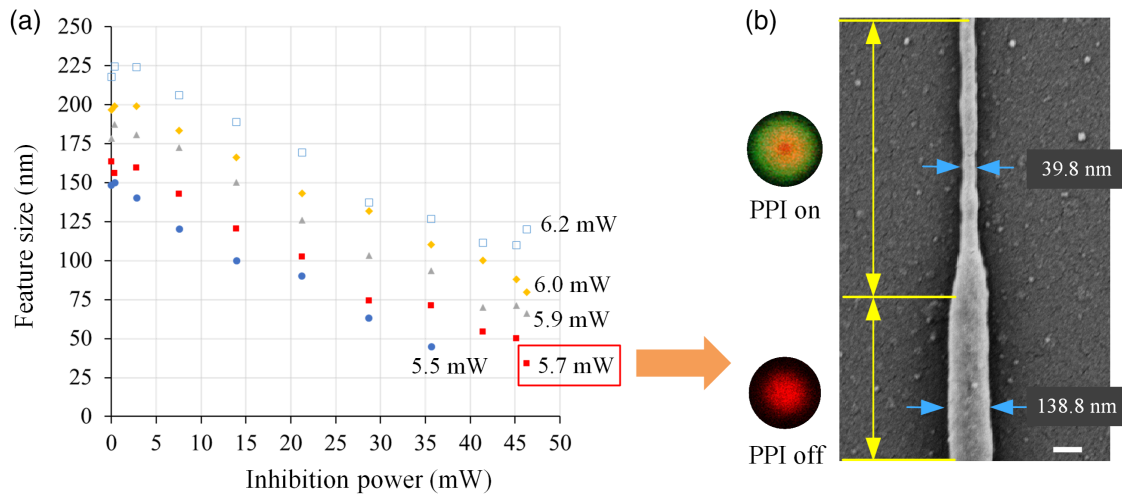 (a)
250
225
200
175
150
125
100
75
50
25
0
Feature size (nm)
0 5 10 15 20 25 30 35 40 45 50
Inhibition power (mW)
6.2 mW
6.0 mW
5.9 mW
5.5 mW
5.7 mW
(b)
PPI on
39.8 nm
PPI off
138.8 nm